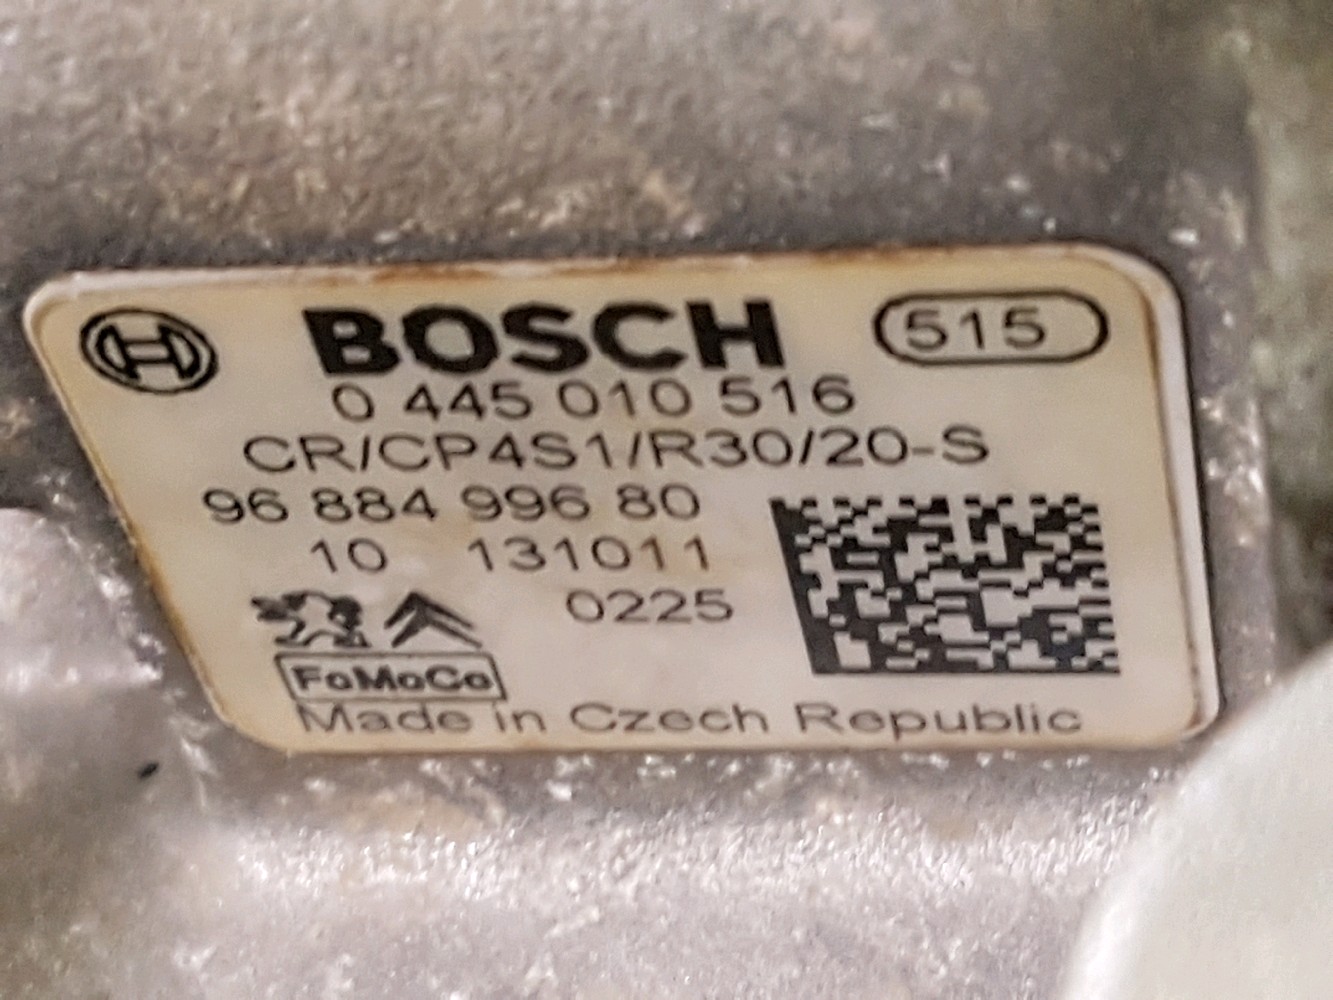 BOSCH 515
0 445 010 516
CR/CP4S1/R30/20-S
96 884 996 80
10 131011
0225
FoMoCo
Made in Czech Republic